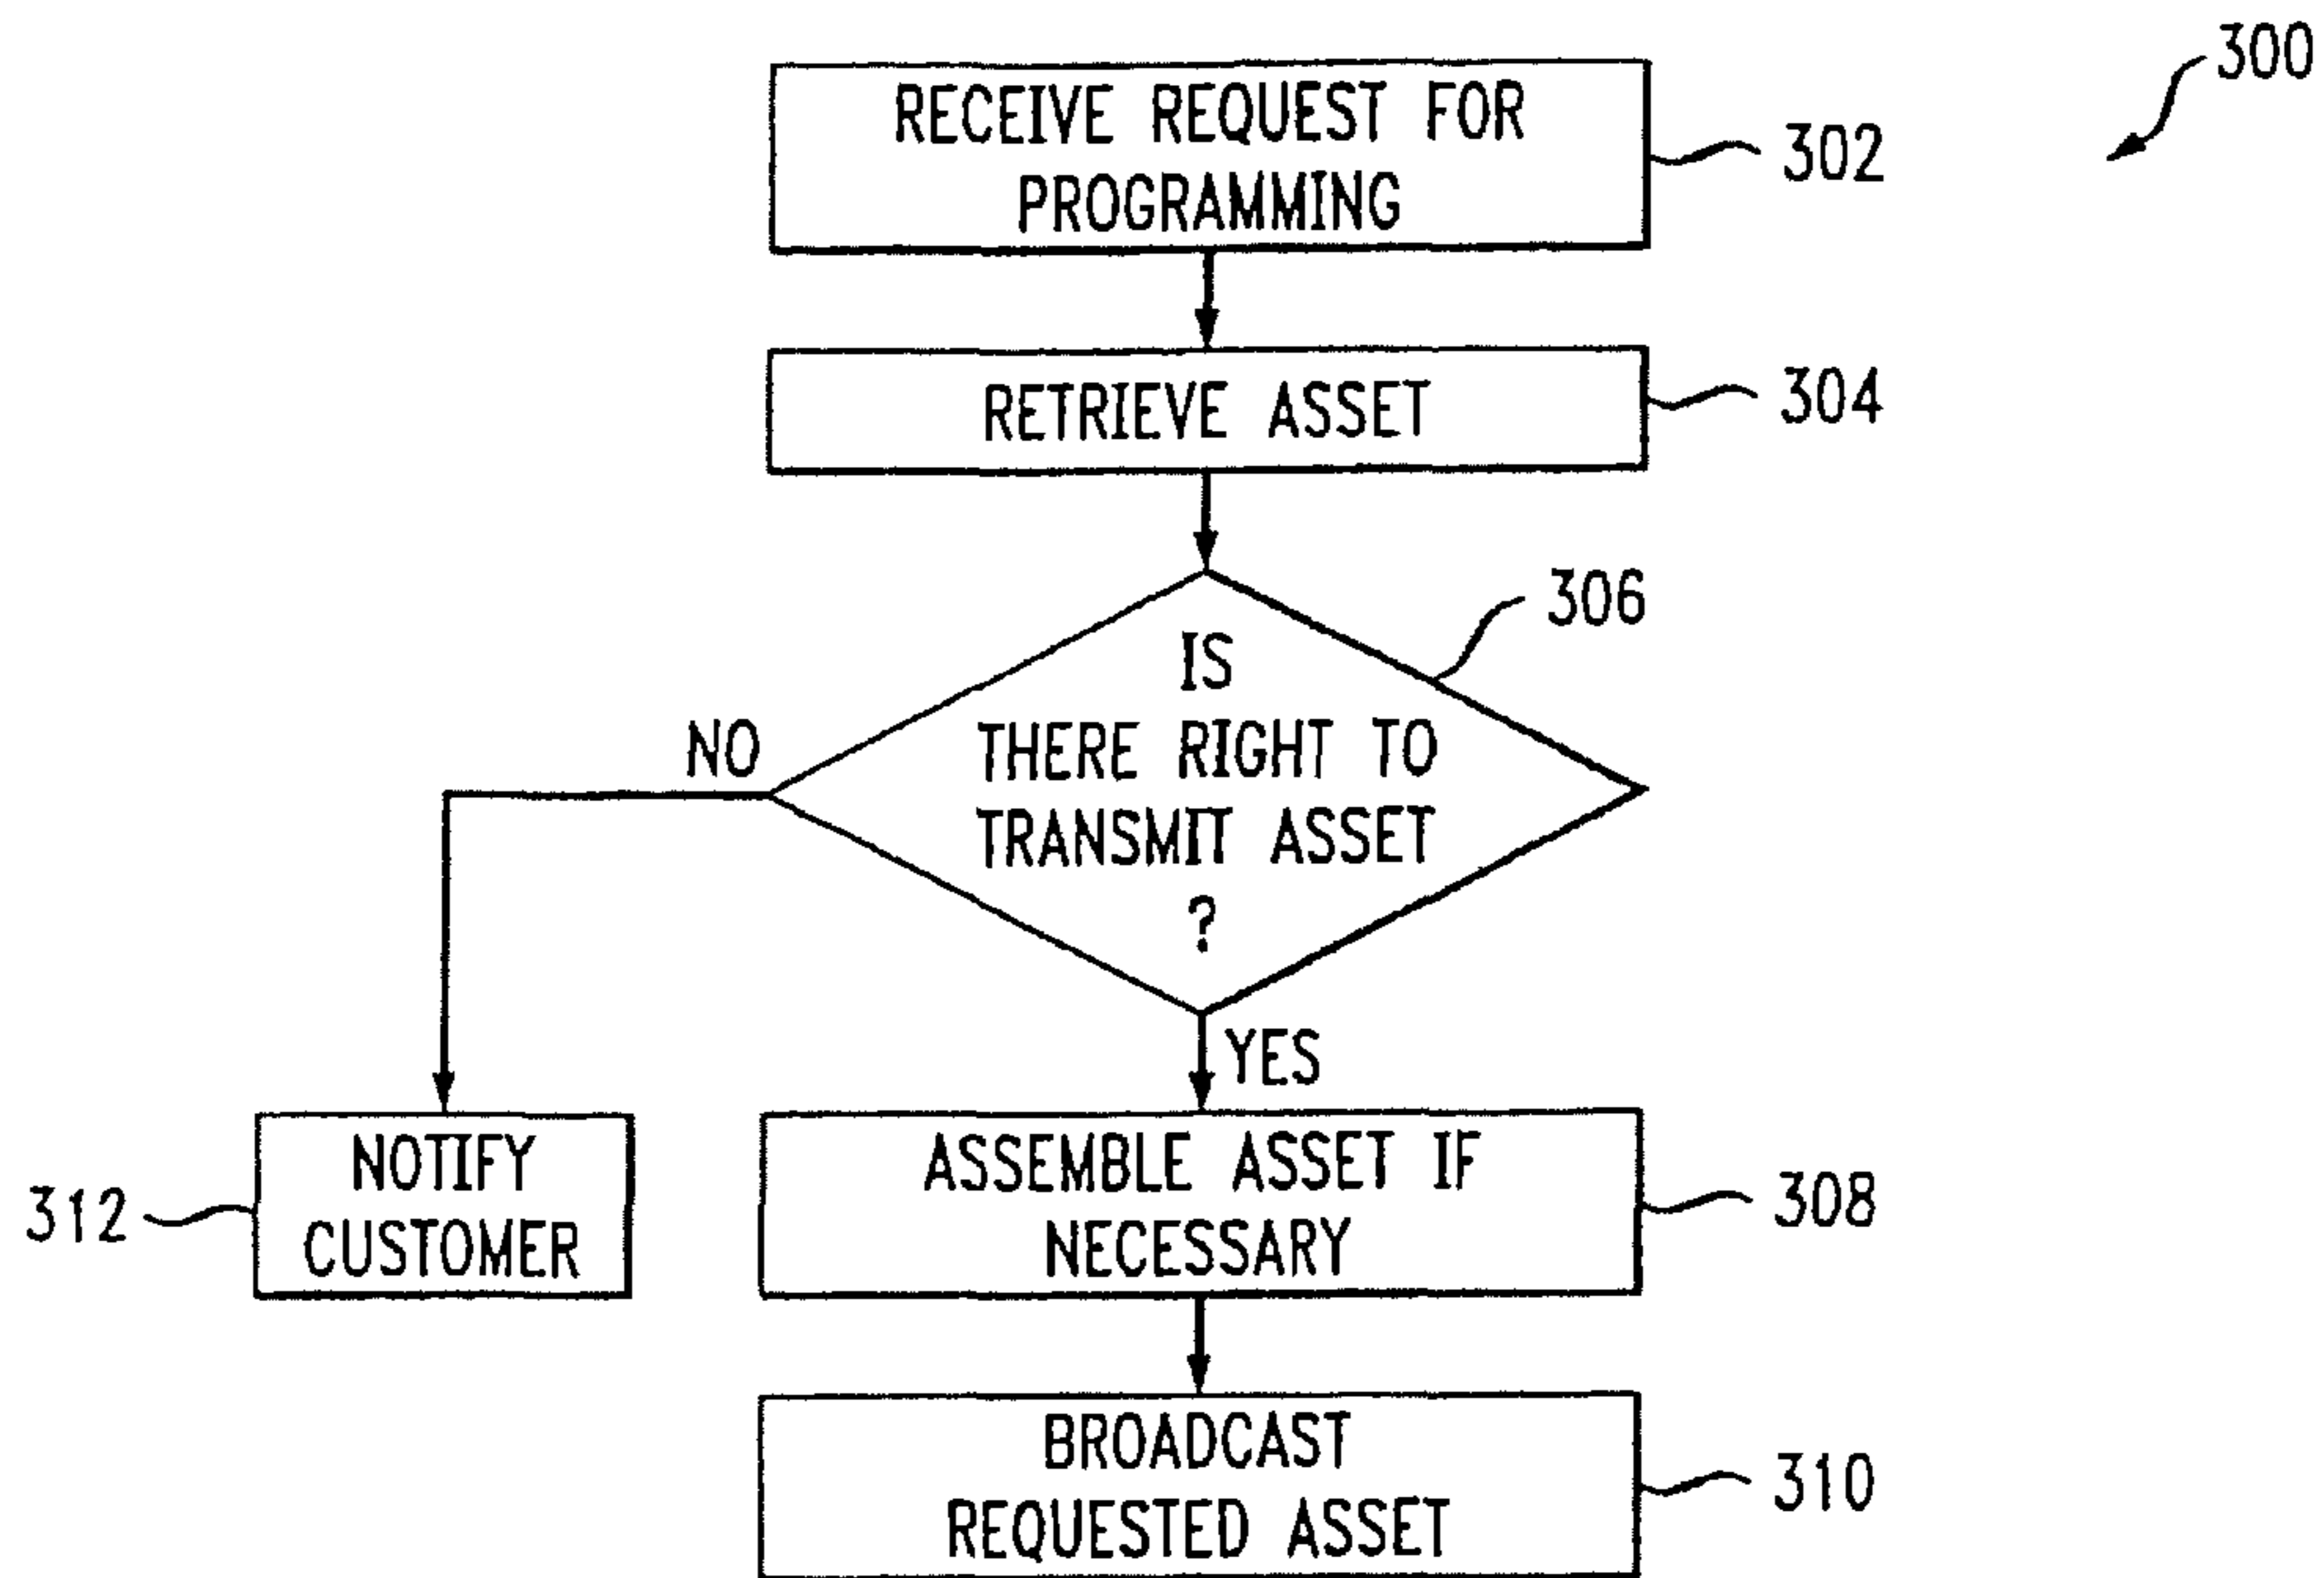 300
RECEIVE REQUEST FOR
PROGRAMMING
302
RETRIEVE ASSET
304
306
IS
THERE RIGHT TO
TRANSMIT ASSET
?
NO
YES
NOTIFY
CUSTOMER
312
ASSEMBLE ASSET IF
NECESSARY
308
BROADCAST
REQUESTED ASSET
310